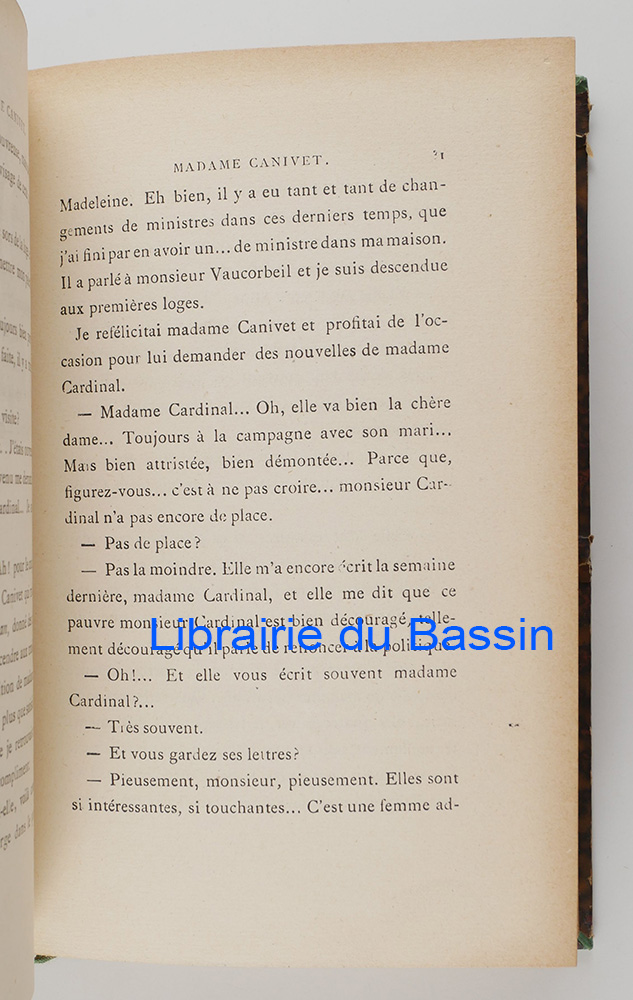 MADAME CANIVET.
Madeleine. Eh bien, il y a eu tant et tant de chan-
gements de ministres dans ces derniers temps, que
j'ai fini par en avoir un... de ministre dans ma maison.
Il a parlé à monsieur Vaucorbeil et je suis descendue
aux premières loges.
Je refélicitai madame Canivet et profitai de l'oc-
casion pour lui demander des nouvelles de madame
Cardinal.
— Madame Cardinal... Oh, elle va bien la chère
dame... Toujours à la campagne avec son mari...
Mais bien attristée, bien démontée... Parce que,
figurez-vous... c'est à ne pas croire... monsieur Car-
dinal n'a pas encore de place.
— Pas de place?
— Pas la moindre. Elle m'a encore écrit la semaine
dernière, madame Cardinal, et elle me dit que ce
pauvre monsieur Cardinal est bien découragé, telle-
ment découragé qu'il parle de renoncer à la politique.
Librairie du Bassin
— Oh!... Et elle vous écrit souvent madame
Cardinal?...
— Très souvent.
— Et vous gardez ses lettres?
— Pieusement, monsieur, pieusement. Elles sont
si intéressantes, si touchantes... C'est une femme ad-